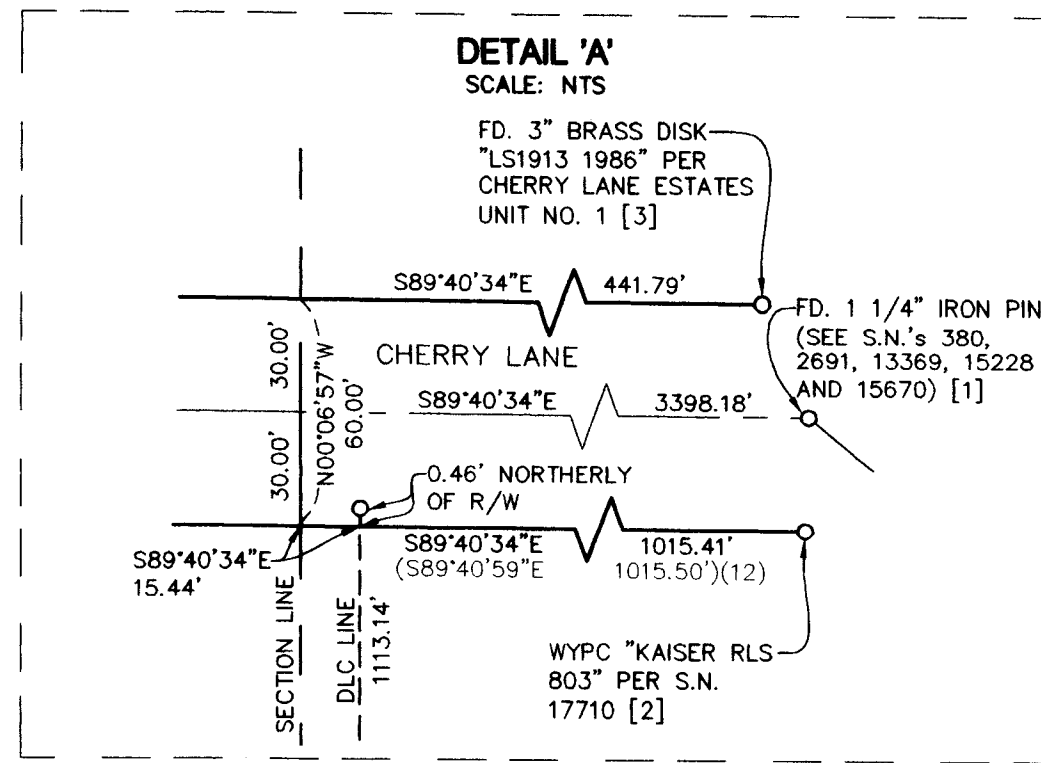 DETAIL 'A'
SCALE: NTS
FD. 3" BRASS DISK
"LS1913 1986" PER
CHERRY LANE ESTATES
UNIT NO. 1 [3]
S89°40'34"E 441.79'
FD. 1 1/4" IRON PIN
(SEE S.N.'s 380,
2691, 13369, 15228
AND 15670) [1]
30.00'
N00°06'57"W
60.00'
CHERRY LANE
S89°40'34"E 3398.18'
30.00'
0.46' NORTHERLY
OF R/W
S89°40'34"E 1015.41'
(S89°40'59"E 1015.50')(12)
S89°40'34"E
15.44'
SECTION LINE
DLC LINE
1113.14'
WYPC "KAISER RLS
803" PER S.N.
17710 [2]